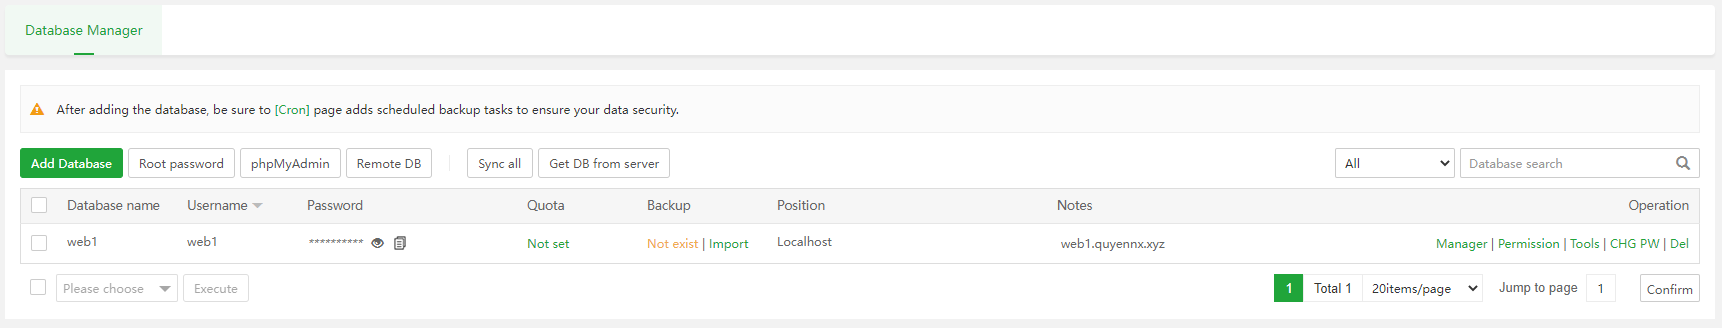 Database Manager
After adding the database, be sure to [Cron] page adds scheduled backup tasks to ensure your data security.
Add Database Root password phpMyAdmin Remote DB Sync all Get DB from server All Database search
Database name Username Password Quota Backup Position Notes Operation
web1 web1 ********** Not set Not exist | Import Localhost web1.quyennx.xyz Manager | Permission | Tools | CHG PW | Del
Please choose Execute 1 Total 1 20items/page Jump to page 1 Confirm